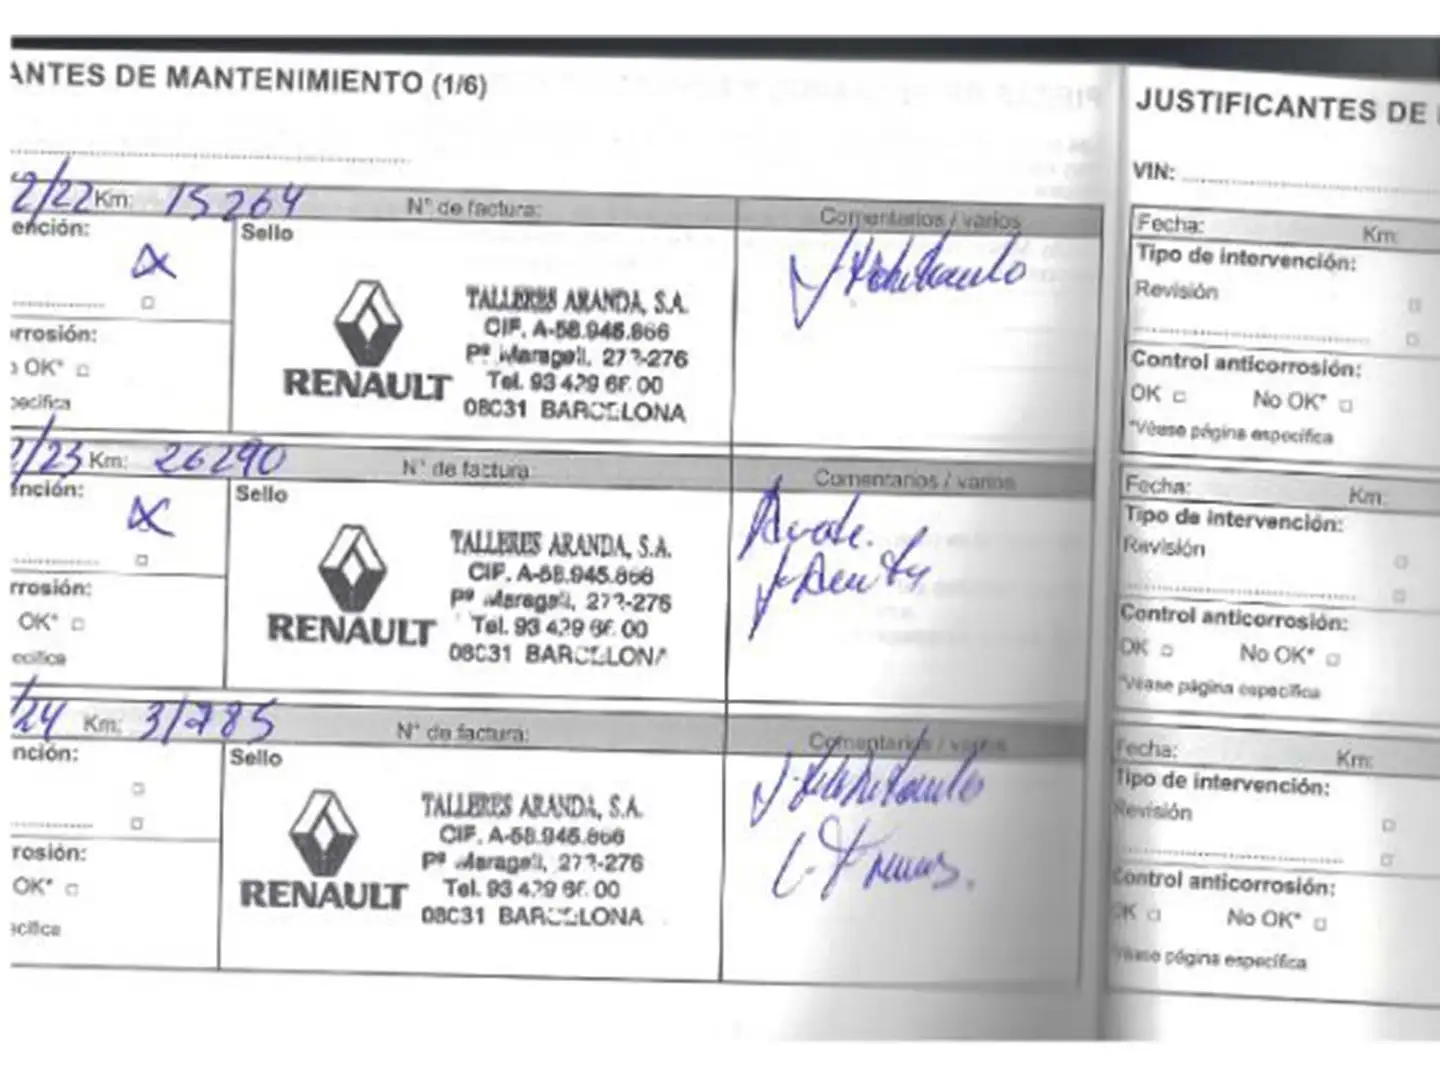 ANTES DE MANTENIMIENTO (1/6)
2/22 Km: 15264 N° de factura: Comentarios / varios
ención: Sello
TALLERES ARANDA, S.A.
CIF. A-58.945.866
Pº Maragall, 273-276
Tel. 93 429 66 00
08031 BARCELONA
RENAULT
rrosión:
OK*
pecífica
/23 Km: 26290 N° de factura: Comentarios / varios
nción: Sello
TALLERES ARANDA, S.A.
CIF. A-58.945.866
Pº Maragall, 273-276
Tel. 93 429 66 00
08031 BARCELONA
RENAULT
rrosión:
OK*
ecífica
/24 Km: 31785 N° de factura: Comentarios / varios
nción: Sello
TALLERES ARANDA, S.A.
CIF. A-58.945.866
Pº Maragall, 273-276
Tel. 93 429 66 00
08031 BARCELONA
RENAULT
rosión:
OK*
ecífica
JUSTIFICANTES DE
VIN:
Fecha: Km:
Tipo de intervención:
Revisión
Control anticorrosión:
OK No OK*
*Véase página específica
Fecha: Km:
Tipo de intervención:
Revisión
Control anticorrosión:
OK No OK*
*Véase página específica
Fecha: Km:
Tipo de intervención:
Revisión
Control anticorrosión:
OK No OK*
Véase página específica